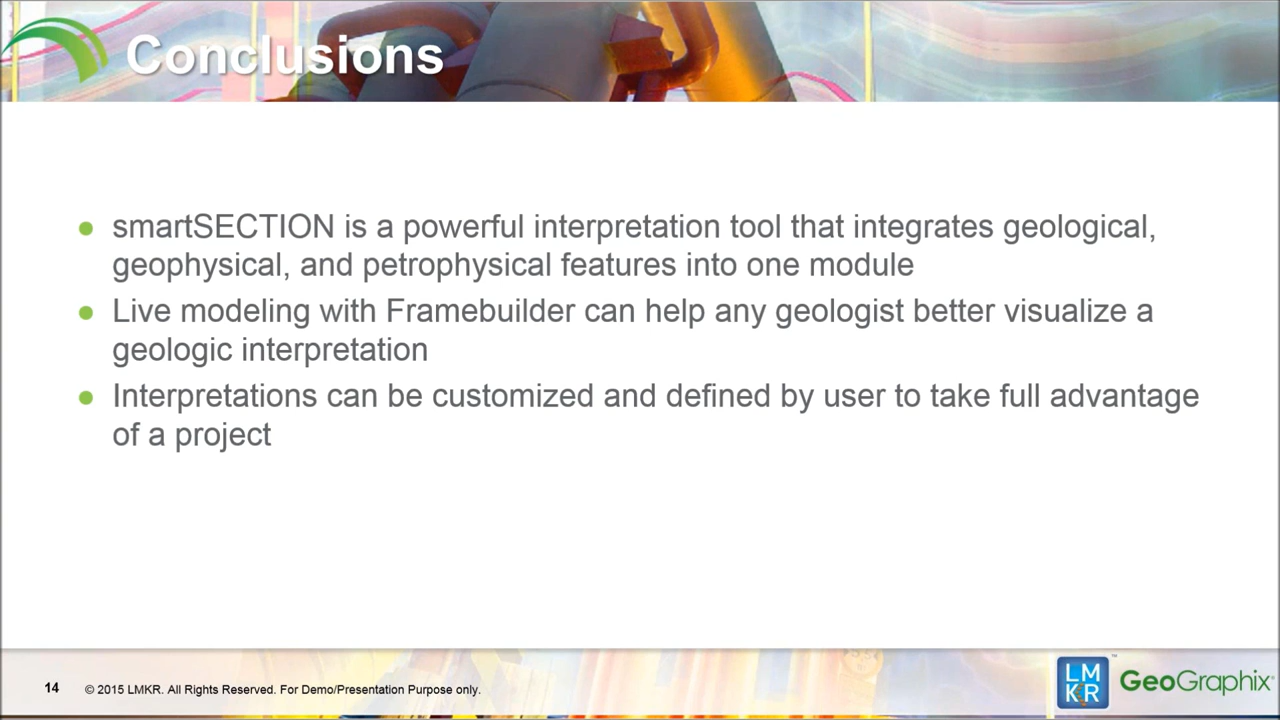 Conclusions
● smartSECTION is a powerful interpretation tool that integrates geological,
geophysical, and petrophysical features into one module
● Live modeling with Framebuilder can help any geologist better visualize a
geologic interpretation
● Interpretations can be customized and defined by user to take full advantage
of a project
14 © 2015 LMKR. All Rights Reserved. For Demo/Presentation Purpose only.
LM
KR
™
GeoGraphix®